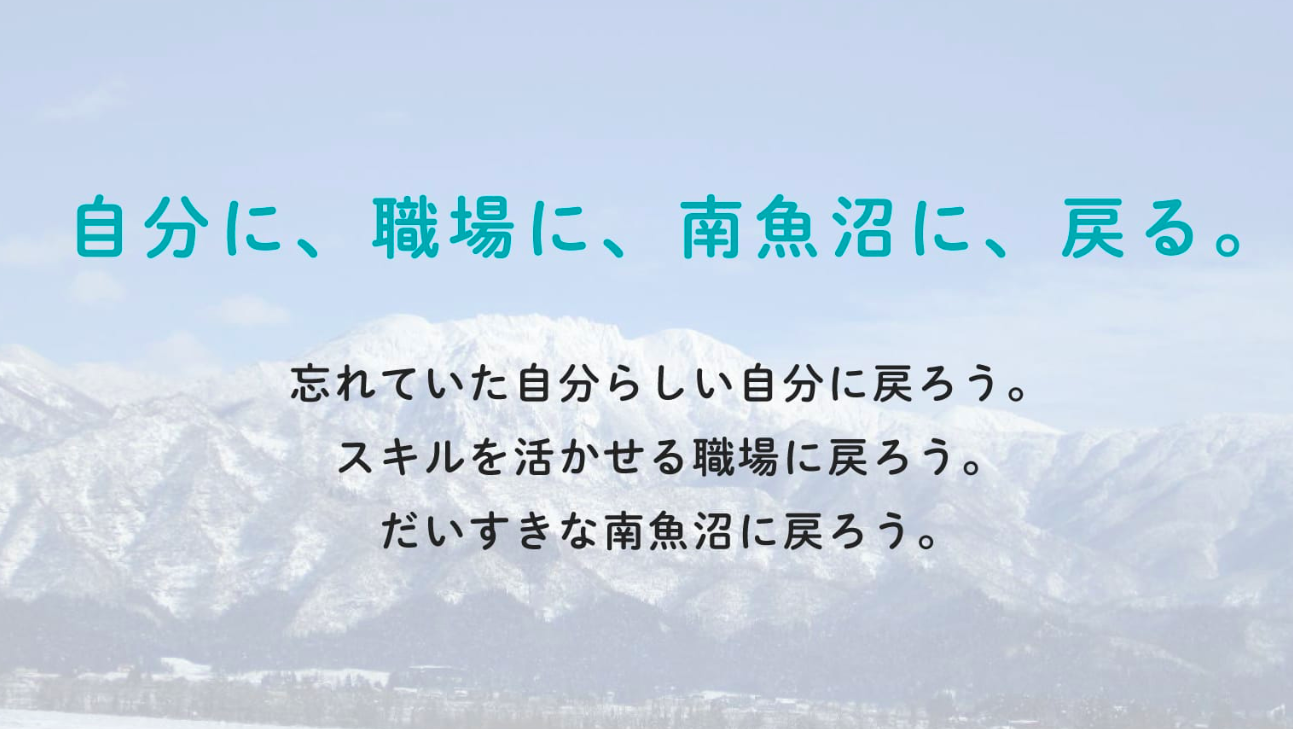 自分に、職場に、南魚沼に、戻る。
忘れていた自分らしい自分に戻ろう。
スキルを活かせる職場に戻ろう。
だいすきな南魚沼に戻ろう。